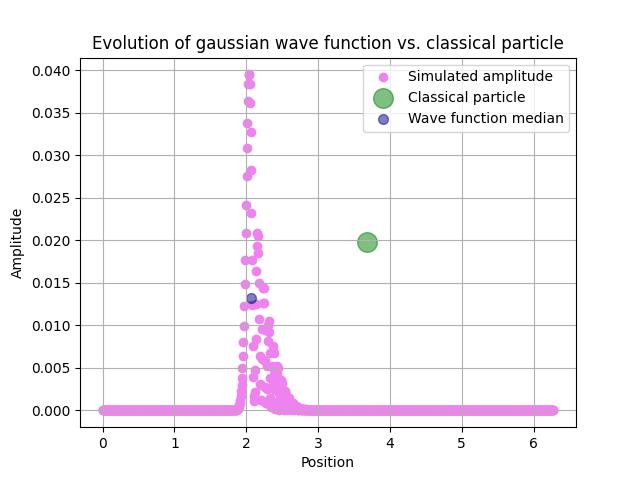 Evolution of gaussian wave function vs. classical particle
Simulated amplitude
Classical particle
Wave function median
0.040
0.035
0.030
0.025
0.020
0.015
0.010
0.005
0.000
Amplitude
0 1 2 3 4 5 6
Position